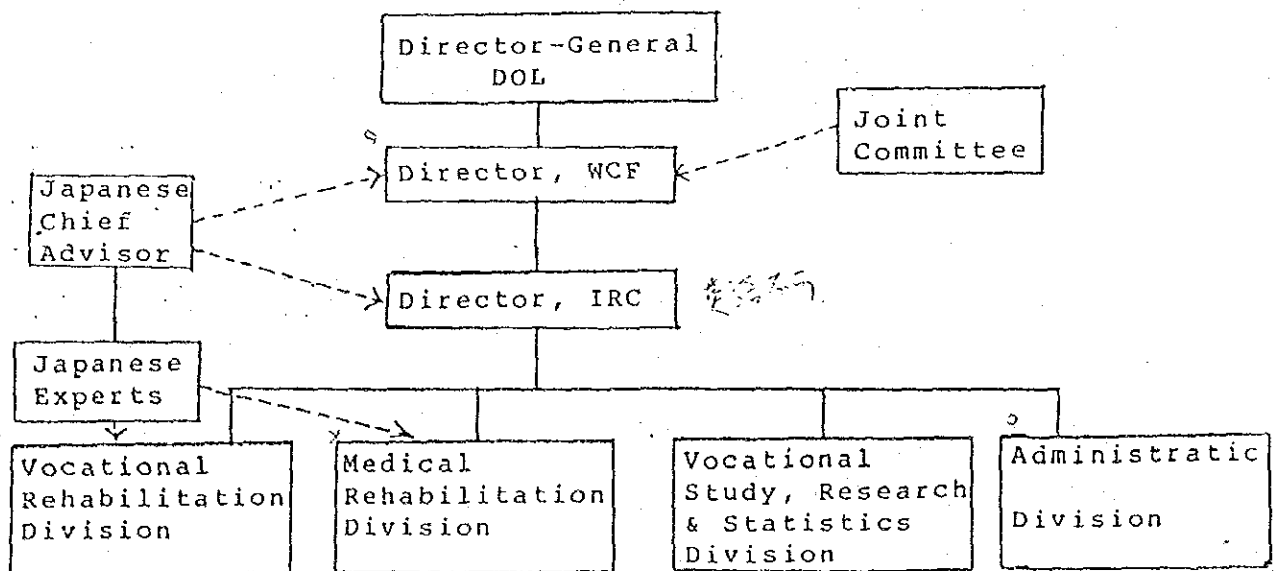 Director-General
DOL
Joint
Committee
Director, WCF
Japanese
Chief
Advisor
Director, IRC
Japanese
Experts
Vocational
Rehabilitation
Division
Medical
Rehabilitation
Division
Vocational
Study, Research
& Statistics
Division
Administratic
Division